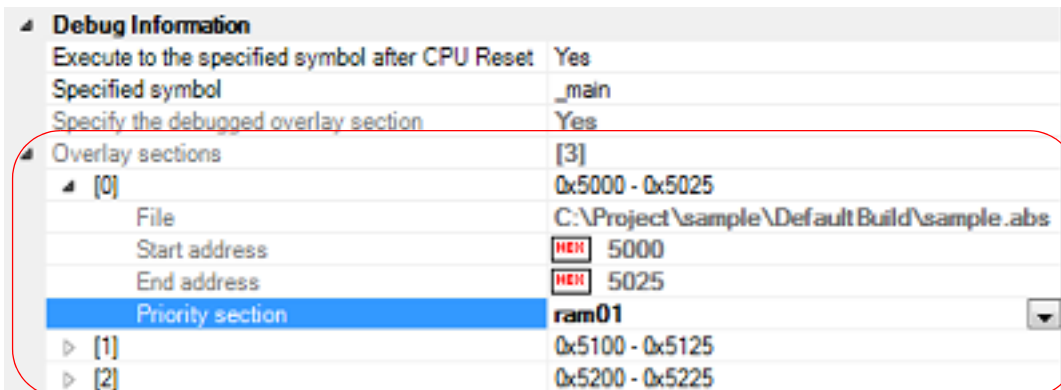 Debug Information
Execute to the specified symbol after CPU Reset Yes
Specified symbol _main
Specify the debugged overlay section Yes
Overlay sections [3]
[0] 0x5000 - 0x5025
File C:\Project\sample\DefaultBuild\sample.abs
Start address HEX 5000
End address HEX 5025
Priority section ram01
[1] 0x5100 - 0x5125
[2] 0x5200 - 0x5225